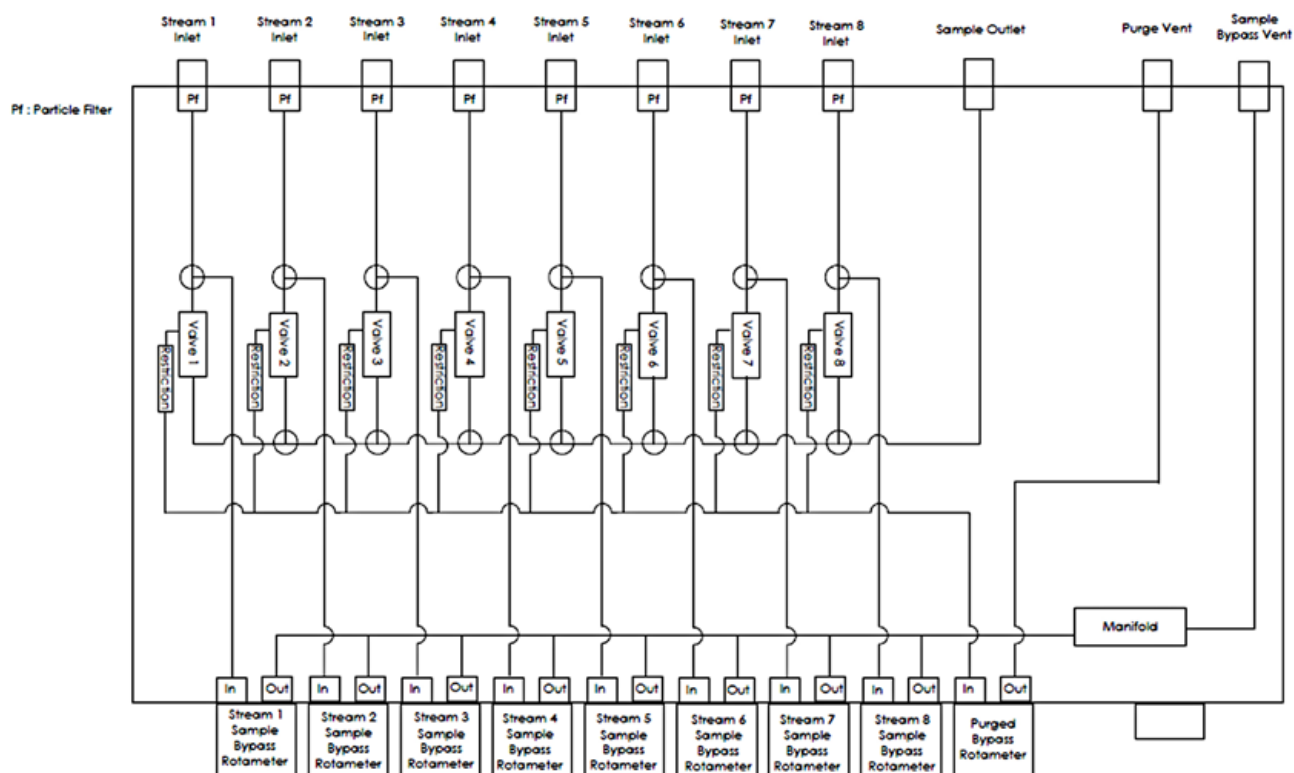 Stream 1
Inlet
Stream 2
Inlet
Stream 3
Inlet
Stream 4
Inlet
Stream 5
Inlet
Stream 6
Inlet
Stream 7
Inlet
Stream 8
Inlet
Sample Outlet
Purge Vent
Sample
Bypass Vent
Pf : Particle Filter
Pf
Pf
Pf
Pf
Pf
Pf
Pf
Pf
Restriction
Valve 1
Restriction
Valve 2
Restriction
Valve 3
Restriction
Valve 4
Restriction
Valve 5
Restriction
Valve 6
Restriction
Valve 7
Restriction
Valve 8
Manifold
In
Out
In
Out
In
Out
In
Out
In
Out
In
Out
In
Out
In
Out
In
Out
Stream 1
Sample
Bypass
Rotameter
Stream 2
Sample
Bypass
Rotameter
Stream 3
Sample
Bypass
Rotameter
Stream 4
Sample
Bypass
Rotameter
Stream 5
Sample
Bypass
Rotameter
Stream 6
Sample
Bypass
Rotameter
Stream 7
Sample
Bypass
Rotameter
Stream 8
Sample
Bypass
Rotameter
Purged
Bypass
Rotameter